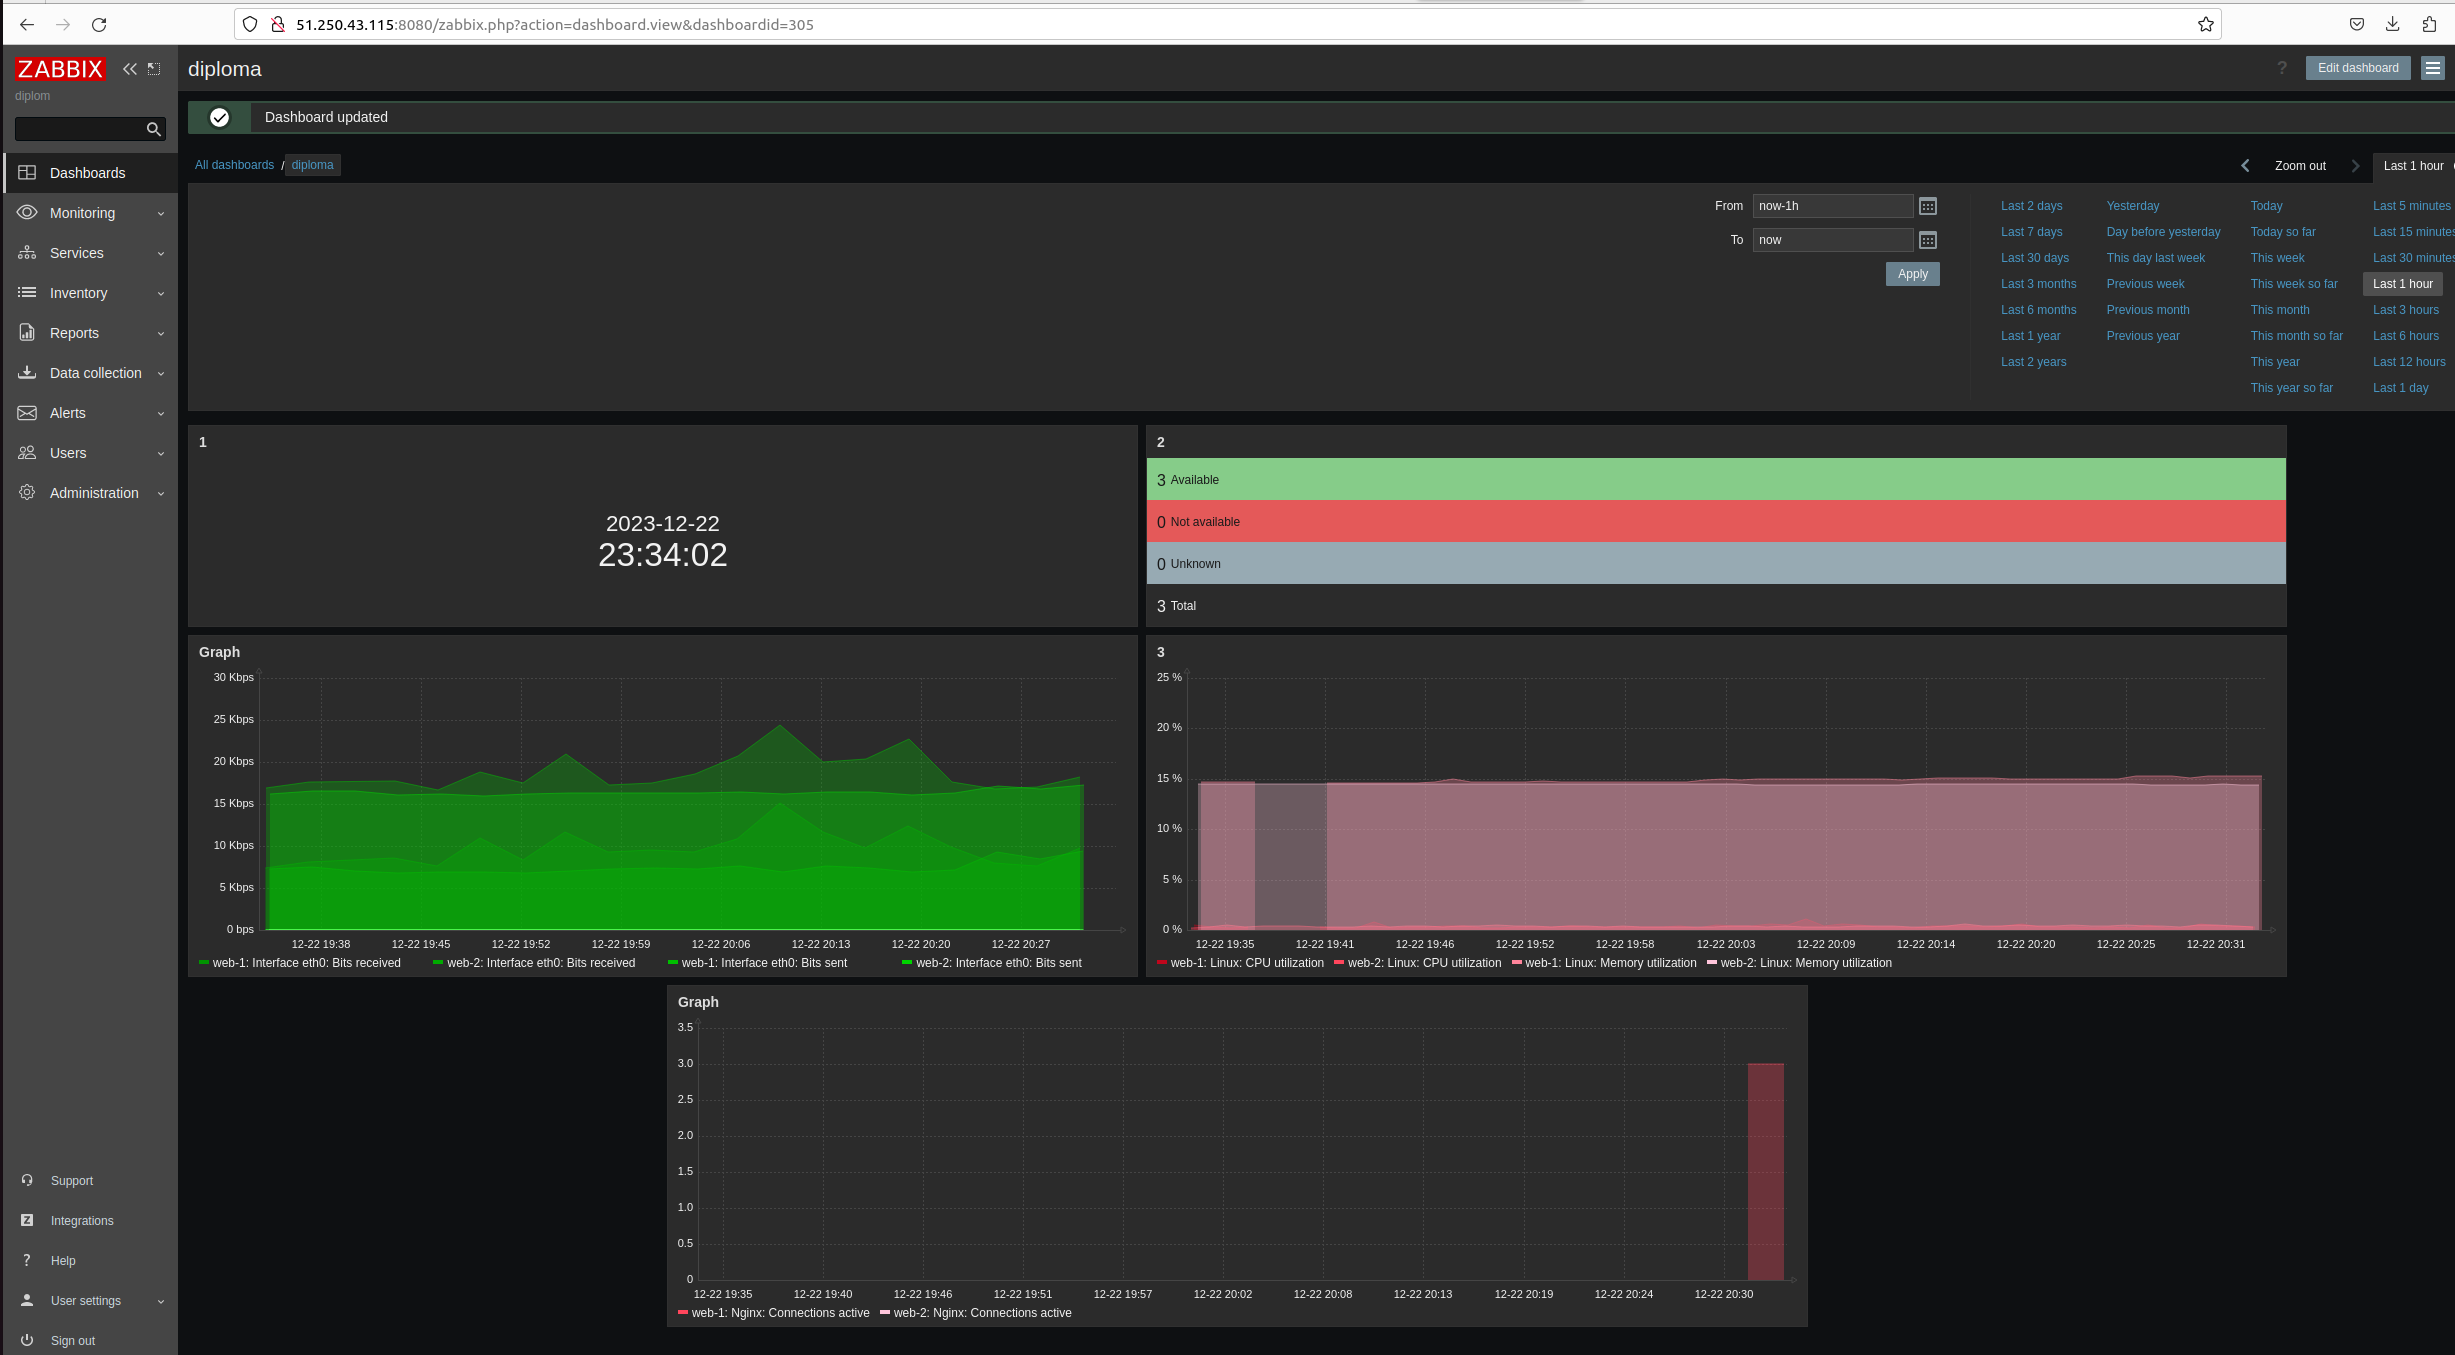 51.250.43.115:8080/zabbix.php?action=dashboard.view&dashboardid=305
ZABBIX
diplom
Dashboards
Monitoring
Services
Inventory
Reports
Data collection
Alerts
Users
Administration
Support
Integrations
Help
User settings
Sign out
diploma
?
Edit dashboard
Dashboard updated
All dashboards / diploma
Zoom out
Last 1 hour
From now-1h
To now
Apply
Last 2 days Yesterday Today Last 5 minutes
Last 7 days Day before yesterday Today so far Last 15 minutes
Last 30 days This day last week This week Last 30 minutes
Last 3 months Previous week This week so far Last 1 hour
Last 6 months Previous month This month Last 3 hours
Last 1 year Previous year This month so far Last 6 hours
Last 2 years This year Last 12 hours
This year so far Last 1 day
1
2023-12-22
23:34:02
2
3 Available
0 Not available
0 Unknown
3 Total
Graph
30 Kbps
25 Kbps
20 Kbps
15 Kbps
10 Kbps
5 Kbps
0 bps
12-22 19:38 12-22 19:45 12-22 19:52 12-22 19:59 12-22 20:06 12-22 20:13 12-22 20:20 12-22 20:27
web-1: Interface eth0: Bits received web-2: Interface eth0: Bits received web-1: Interface eth0: Bits sent web-2: Interface eth0: Bits sent
3
25 %
20 %
15 %
10 %
5 %
0 %
12-22 19:35 12-22 19:41 12-22 19:46 12-22 19:52 12-22 19:58 12-22 20:03 12-22 20:09 12-22 20:14 12-22 20:20 12-22 20:25 12-22 20:31
web-1: Linux: CPU utilization web-2: Linux: CPU utilization web-1: Linux: Memory utilization web-2: Linux: Memory utilization
Graph
3.5
3.0
2.5
2.0
1.5
1.0
0.5
0
12-22 19:35 12-22 19:40 12-22 19:46 12-22 19:51 12-22 19:57 12-22 20:02 12-22 20:08 12-22 20:13 12-22 20:19 12-22 20:24 12-22 20:30
web-1: Nginx: Connections active web-2: Nginx: Connections active